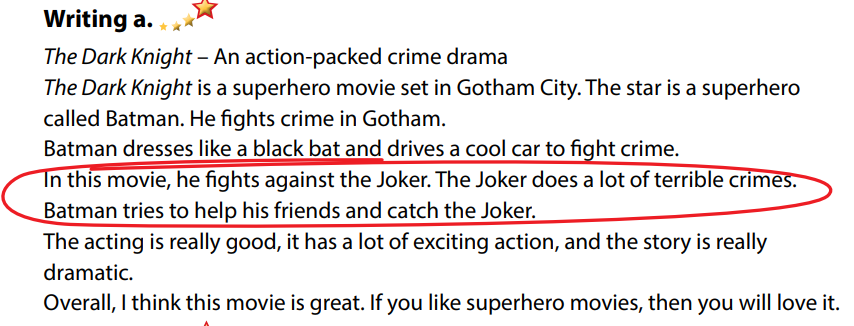 Writing a.
The Dark Knight – An action-packed crime drama
The Dark Knight is a superhero movie set in Gotham City. The star is a superhero
called Batman. He fights crime in Gotham.
Batman dresses like a black bat and drives a cool car to fight crime.
In this movie, he fights against the Joker. The Joker does a lot of terrible crimes.
Batman tries to help his friends and catch the Joker.
The acting is really good, it has a lot of exciting action, and the story is really
dramatic.
Overall, I think this movie is great. If you like superhero movies, then you will love it.